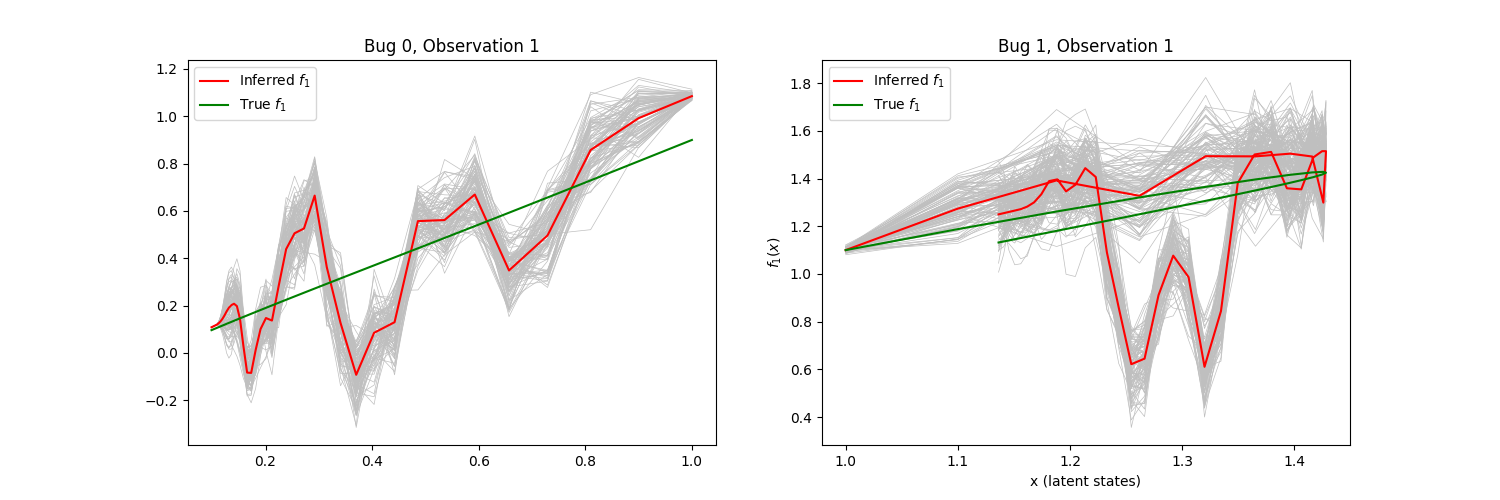 Bug 0, Observation 1
Inferred f₁
True f₁
1.2
1.0
0.8
0.6
0.4
0.2
0.0
−0.2
0.2 0.4 0.6 0.8 1.0
Bug 1, Observation 1
Inferred f₁
True f₁
f₁(x)
1.8
1.6
1.4
1.2
1.0
0.8
0.6
0.4
1.0 1.1 1.2 1.3 1.4
x (latent states)